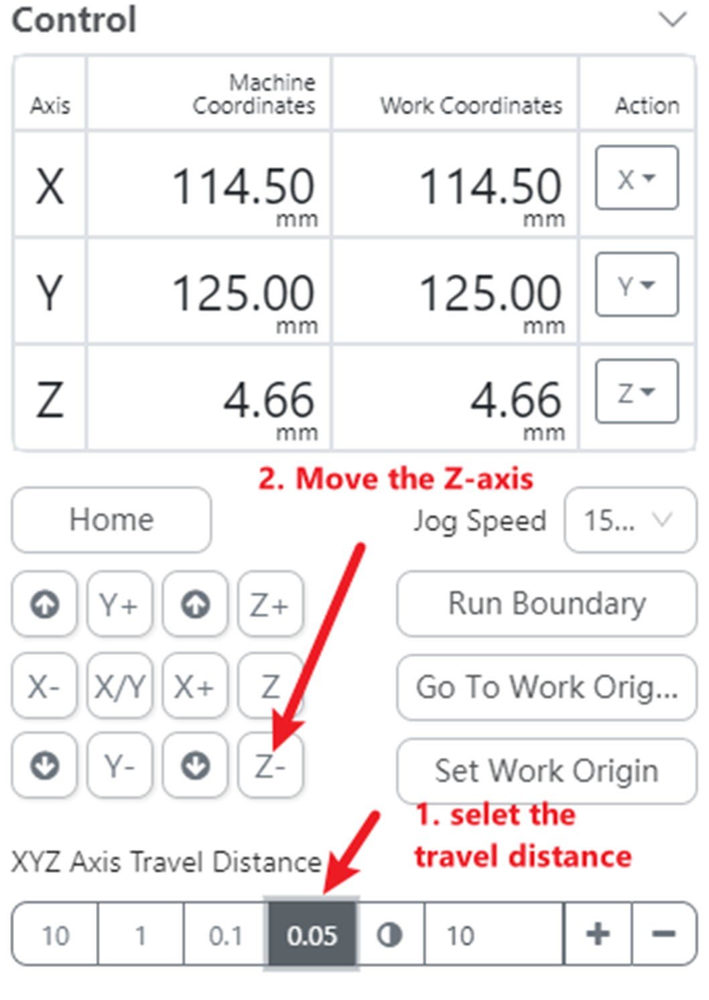 Control
Axis Machine Coordinates Work Coordinates Action
X 114.50 mm 114.50 mm X
Y 125.00 mm 125.00 mm Y
Z 4.66 mm 4.66 mm Z
2. Move the Z-axis
Home Jog Speed 15...
Y+ Z+ Run Boundary
X- X/Y X+ Z Go To Work Orig...
Y- Z- Set Work Origin
1. selet the
travel distance
XYZ Axis Travel Distance
10 1 0.1 0.05 10 + −